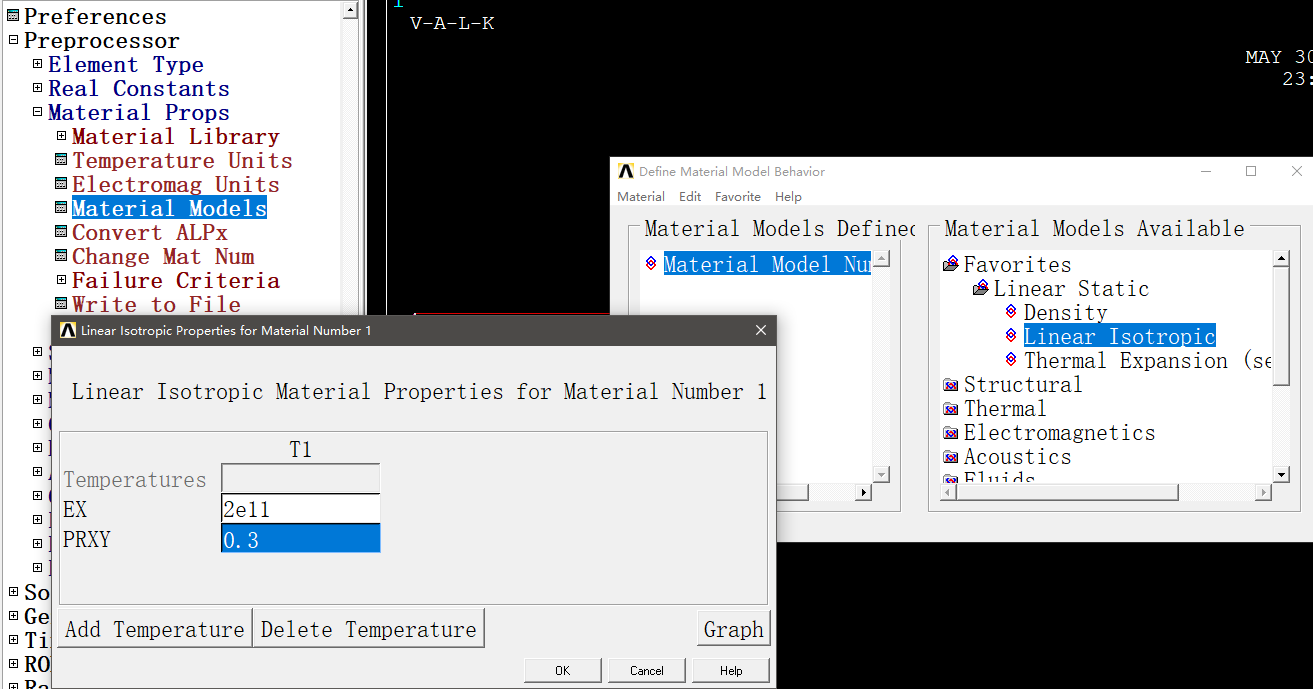 Preferences
Preprocessor
Element Type
Real Constants
Material Props
Material Library
Temperature Units
Electromag Units
Material Models
Convert ALPx
Change Mat Num
Failure Criteria
Write to File
So
Ge
Ti
RO
Ra
1
V-A-L-K
MAY 30
23:
Define Material Model Behavior
Material Edit Favorite Help
Material Models Defined
Material Model Nu
Material Models Available
Favorites
Linear Static
Density
Linear Isotropic
Thermal Expansion (se
Structural
Thermal
Electromagnetics
Acoustics
Fluids
Linear Isotropic Properties for Material Number 1
Linear Isotropic Material Properties for Material Number 1
T1
Temperatures
EX 2e11
PRXY 0.3
Add Temperature Delete Temperature Graph
OK Cancel Help